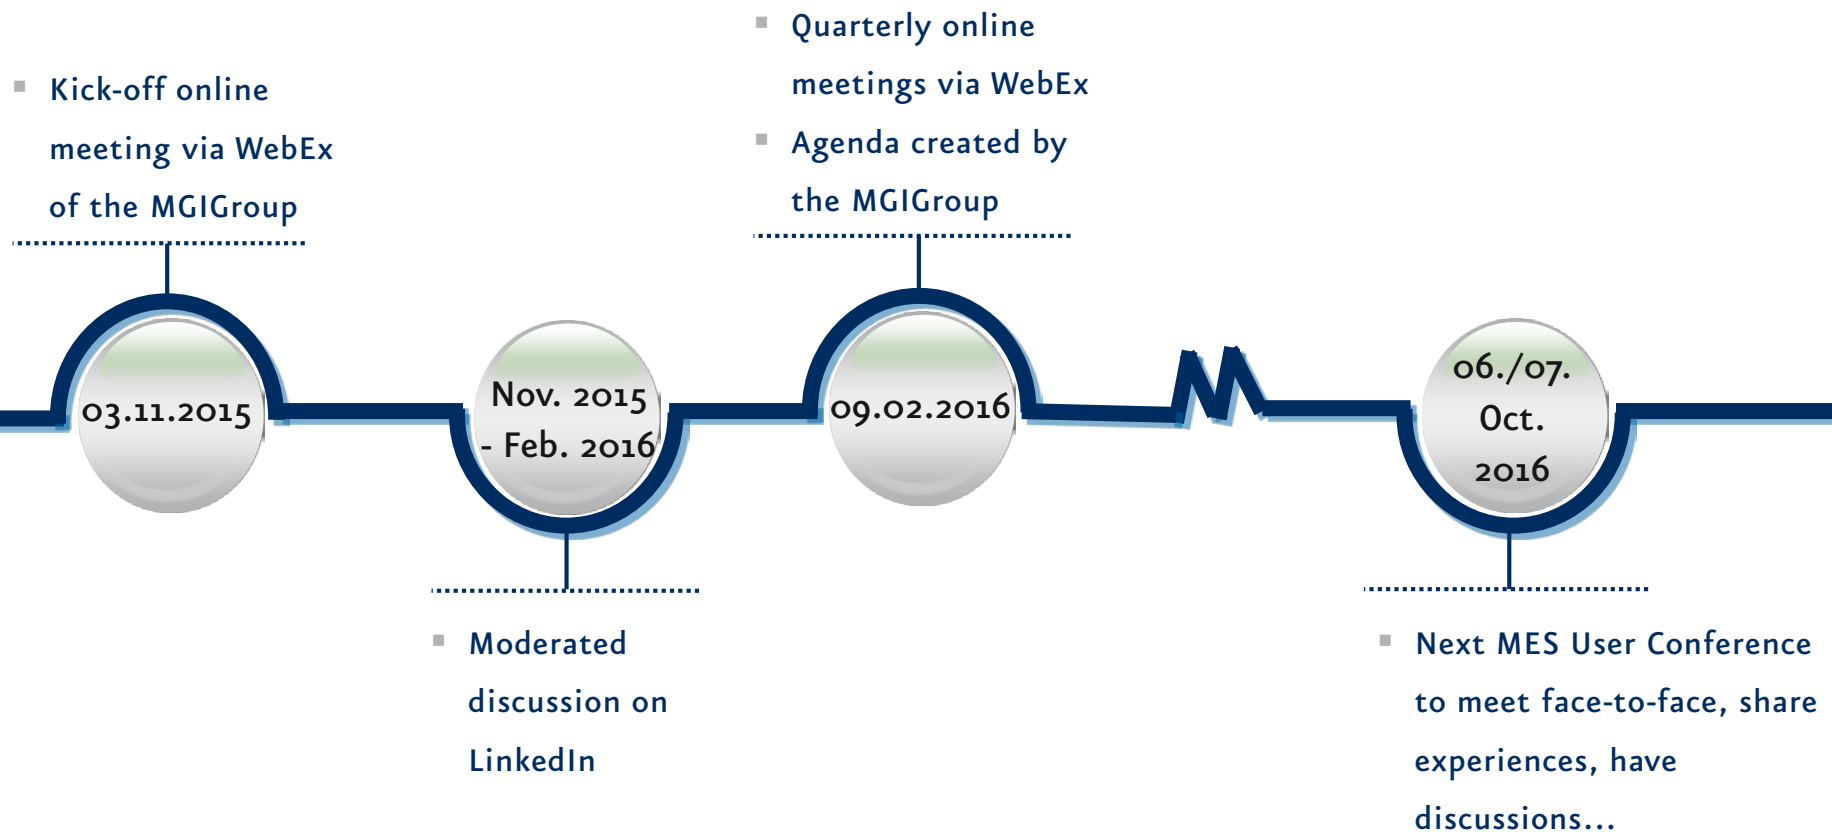 Kick-off online
meeting via WebEx
of the MGIGroup
03.11.2015
Nov. 2015
- Feb. 2016
Moderated
discussion on
LinkedIn
Quarterly online
meetings via WebEx
Agenda created by
the MGIGroup
09.02.2016
06./07.
Oct.
2016
Next MES User Conference
to meet face-to-face, share
experiences, have
discussions...